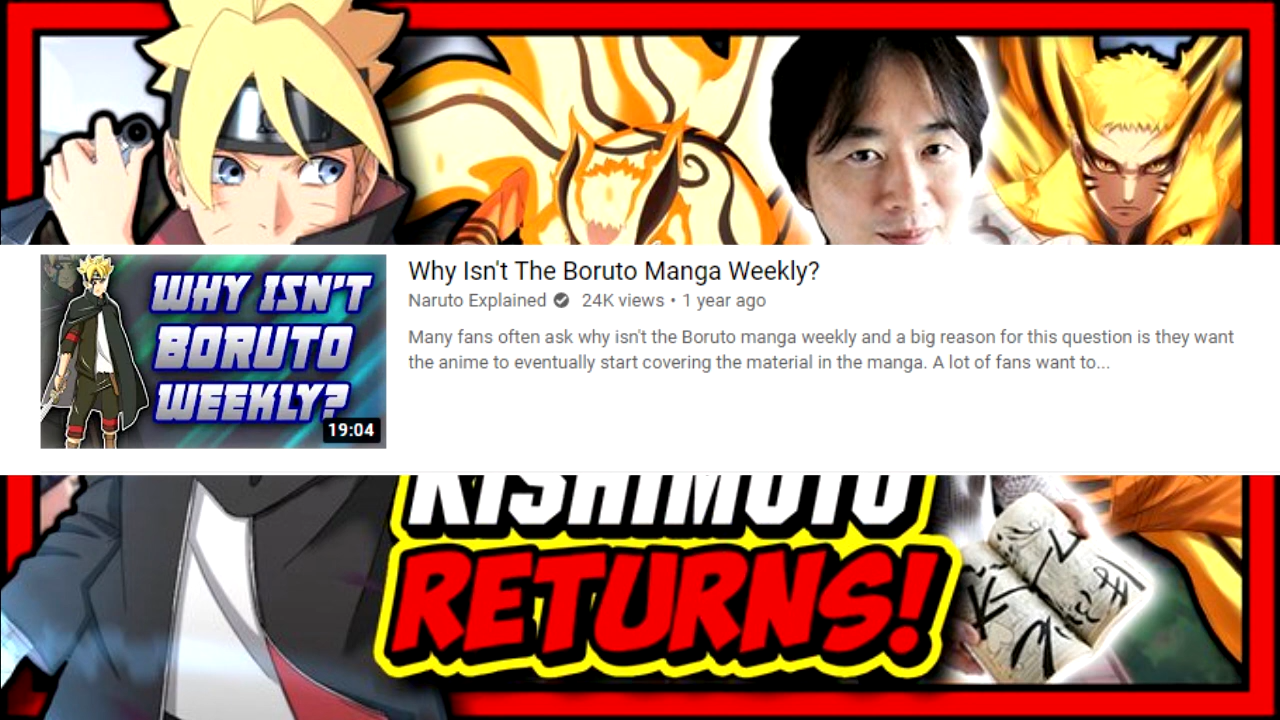 Why Isn't The Boruto Manga Weekly?
Naruto Explained 24K views • 1 year ago
Many fans often ask why isn't the Boruto manga weekly and a big reason for this question is they want
the anime to eventually start covering the material in the manga. A lot of fans want to...
WHY ISN'T
BORUTO
WEEKLY?
19:04
KISHIMOTO
RETURNS!